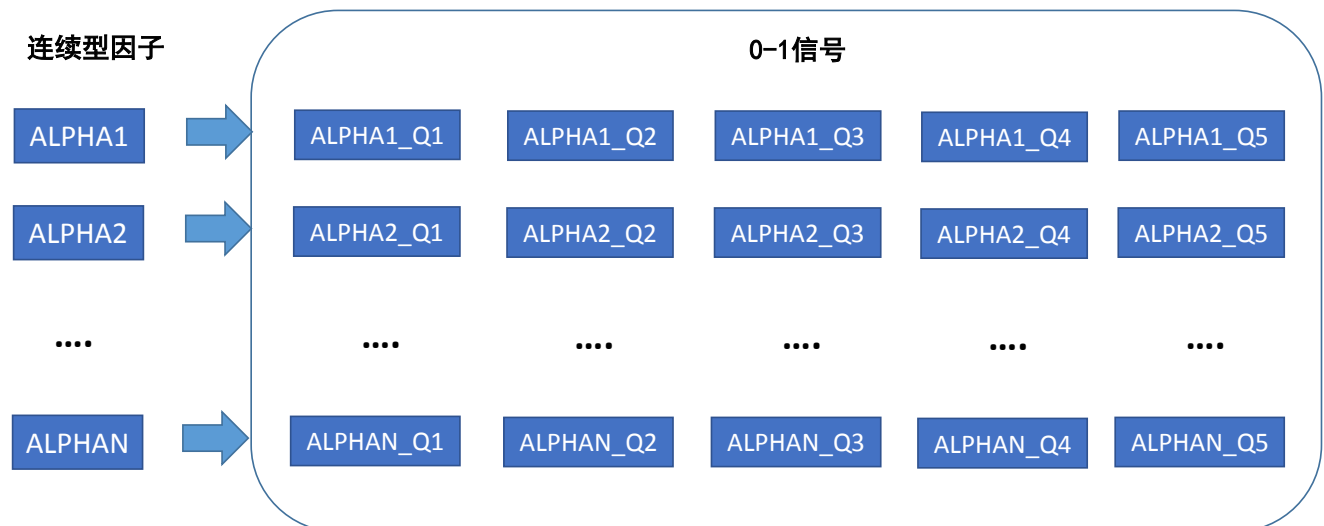 连续型因子
0-1信号
ALPHA1
ALPHA1_Q1
ALPHA1_Q2
ALPHA1_Q3
ALPHA1_Q4
ALPHA1_Q5
ALPHA2
ALPHA2_Q1
ALPHA2_Q2
ALPHA2_Q3
ALPHA2_Q4
ALPHA2_Q5
....
....
....
....
....
....
ALPHAN
ALPHAN_Q1
ALPHAN_Q2
ALPHAN_Q3
ALPHAN_Q4
ALPHAN_Q5